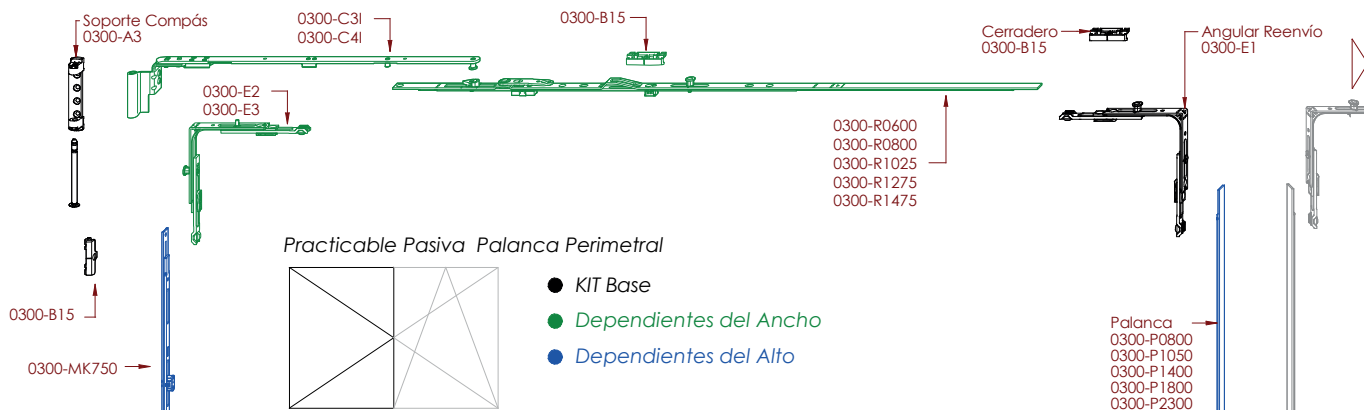 Soporte Compás
0300-A3
0300-C3I
0300-C4I
0300-B15
Cerradero
0300-B15
Angular Reenvío
0300-E1
0300-E2
0300-E3
0300-R0600
0300-R0800
0300-R1025
0300-R1275
0300-R1475
Practicable Pasiva Palanca Perimetral
KIT Base
Dependientes del Ancho
Dependientes del Alto
0300-B15
0300-MK750
Palanca
0300-P0800
0300-P1050
0300-P1400
0300-P1800
0300-P2300